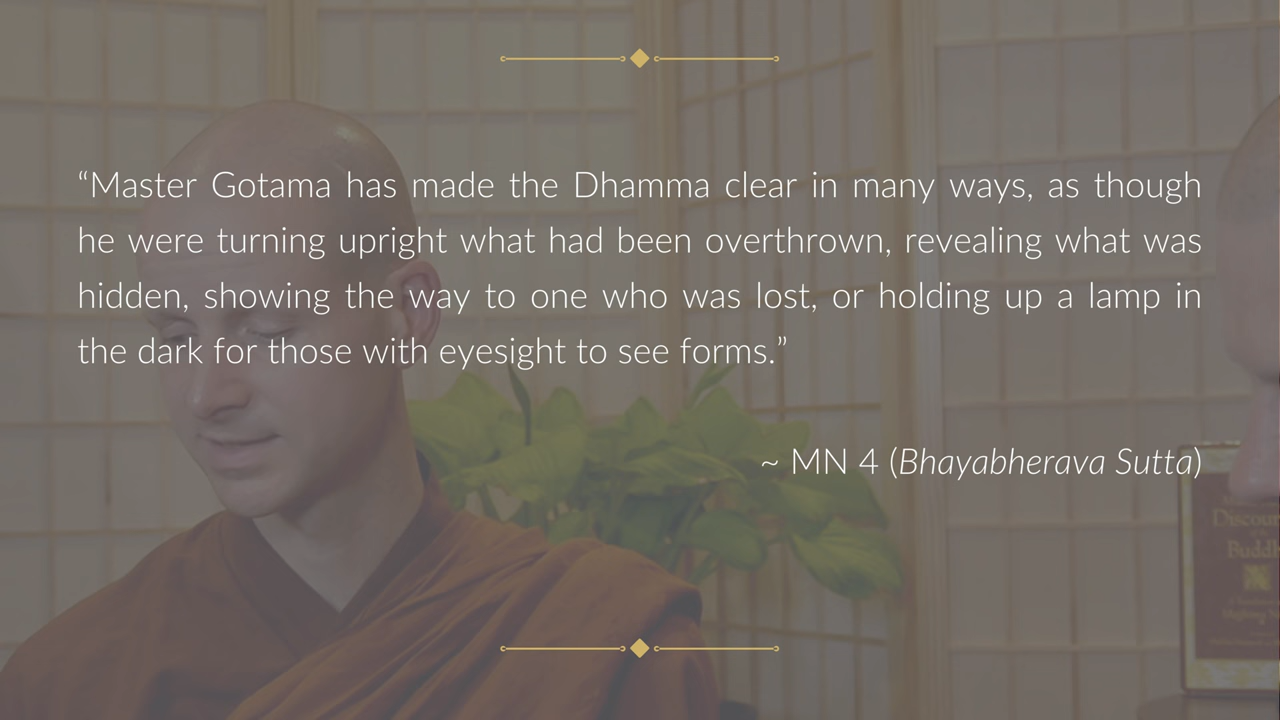 “Master Gotama has made the Dhamma clear in many ways, as though
he were turning upright what had been overthrown, revealing what was
hidden, showing the way to one who was lost, or holding up a lamp in
the dark for those with eyesight to see forms.”
~ MN 4 (Bhayabherava Sutta)